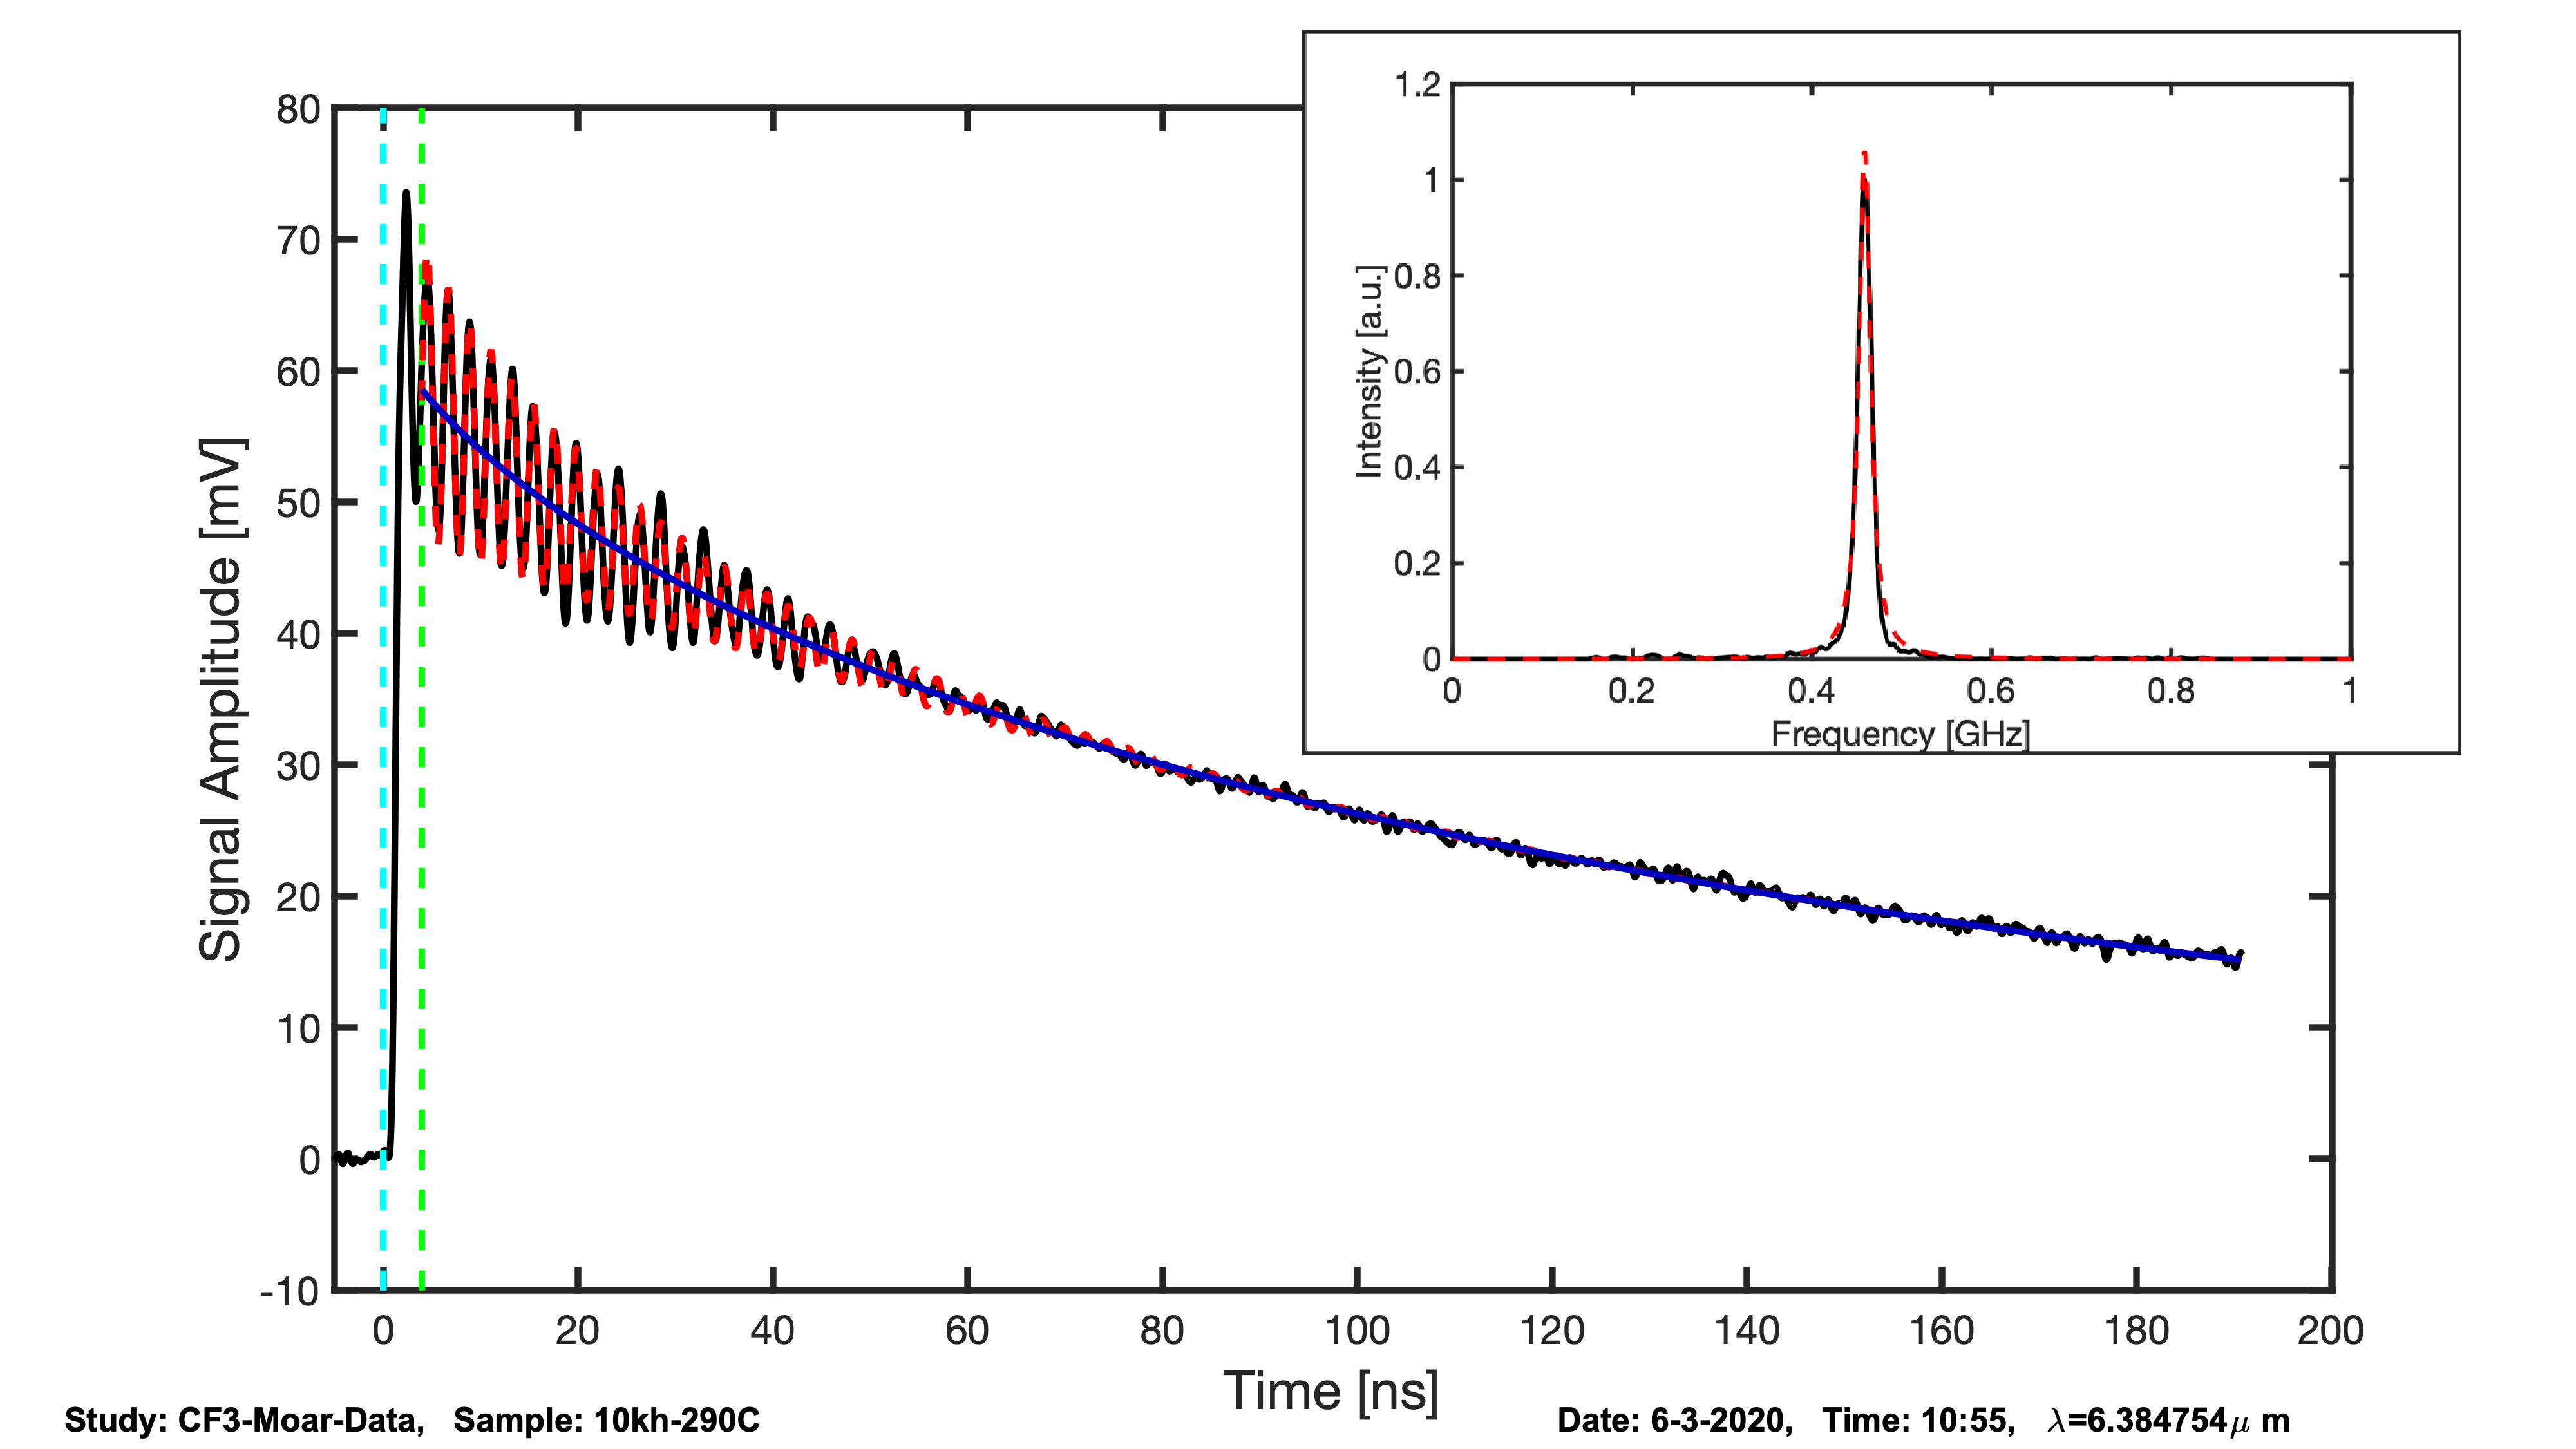 1.2
1
0.8
0.6
0.4
0.2
0
Intensity [a.u.]
0 0.2 0.4 0.6 0.8 1
Frequency [GHz]
80
70
60
50
40
30
20
10
0
-10
Signal Amplitude [mV]
0 20 40 60 80 100 120 140 160 180 200
Time [ns]
Study: CF3-Moar-Data, Sample: 10kh-290C
Date: 6-3-2020, Time: 10:55, λ=6.384754μ m